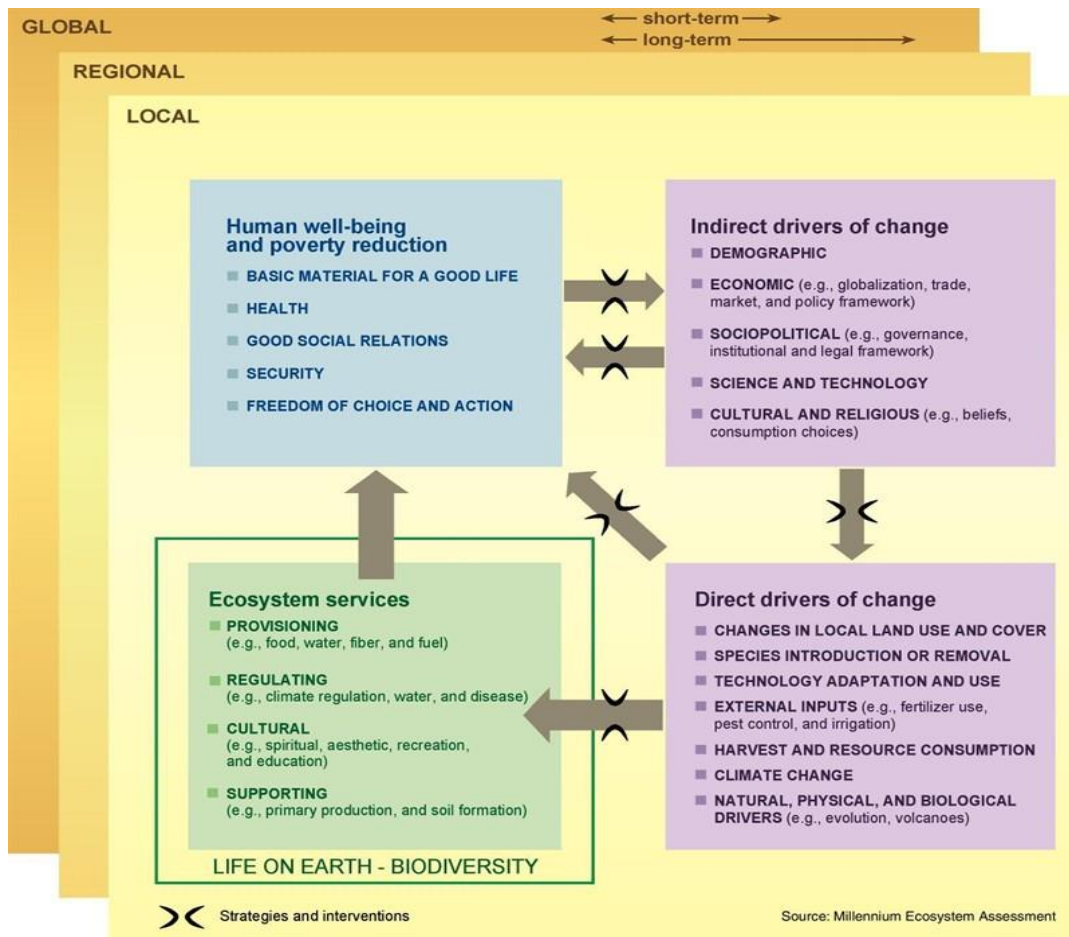 GLOBAL
short-term
long-term
REGIONAL
LOCAL
Human well-being
and poverty reduction
BASIC MATERIAL FOR A GOOD LIFE
HEALTH
GOOD SOCIAL RELATIONS
SECURITY
FREEDOM OF CHOICE AND ACTION
Indirect drivers of change
DEMOGRAPHIC
ECONOMIC (e.g., globalization, trade,
market, and policy framework)
SOCIOPOLITICAL (e.g., governance,
institutional and legal framework)
SCIENCE AND TECHNOLOGY
CULTURAL AND RELIGIOUS (e.g., beliefs,
consumption choices)
Ecosystem services
PROVISIONING
(e.g., food, water, fiber, and fuel)
REGULATING
(e.g., climate regulation, water, and disease)
CULTURAL
(e.g., spiritual, aesthetic, recreation,
and education)
SUPPORTING
(e.g., primary production, and soil formation)
LIFE ON EARTH - BIODIVERSITY
Direct drivers of change
CHANGES IN LOCAL LAND USE AND COVER
SPECIES INTRODUCTION OR REMOVAL
TECHNOLOGY ADAPTATION AND USE
EXTERNAL INPUTS (e.g., fertilizer use,
pest control, and irrigation)
HARVEST AND RESOURCE CONSUMPTION
CLIMATE CHANGE
NATURAL, PHYSICAL, AND BIOLOGICAL
DRIVERS (e.g., evolution, volcanoes)
Strategies and interventions
Source: Millennium Ecosystem Assessment